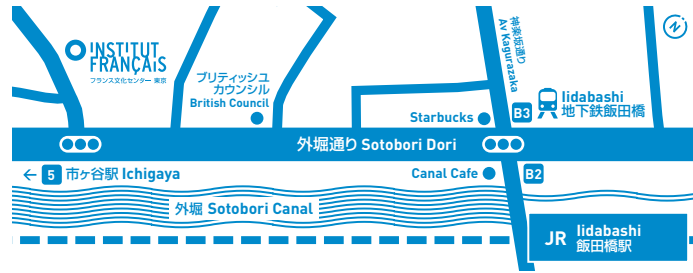 INSTITUT
FRANÇAIS
フランス文化センター 東京
ブリティッシュ
カウンシル
British Council
神楽坂通り
Av Kagurazaka
N
Starbucks
B3
Iidabashi
地下鉄飯田橋
外堀通り Sotobori Dori
← 5 市ヶ谷駅 Ichigaya
Canal Cafe
B2
外堀 Sotobori Canal
JR Iidabashi
飯田橋駅